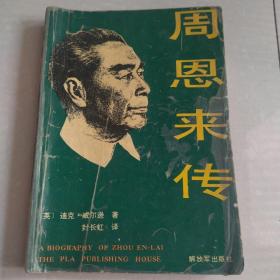 周恩来传
〔英〕迪克·威尔逊 著
封长虹 译
A BIOGRAPHY OF ZHOU EN-LAI
THE PLA PUBLISHING HOUSE
解放军出版社